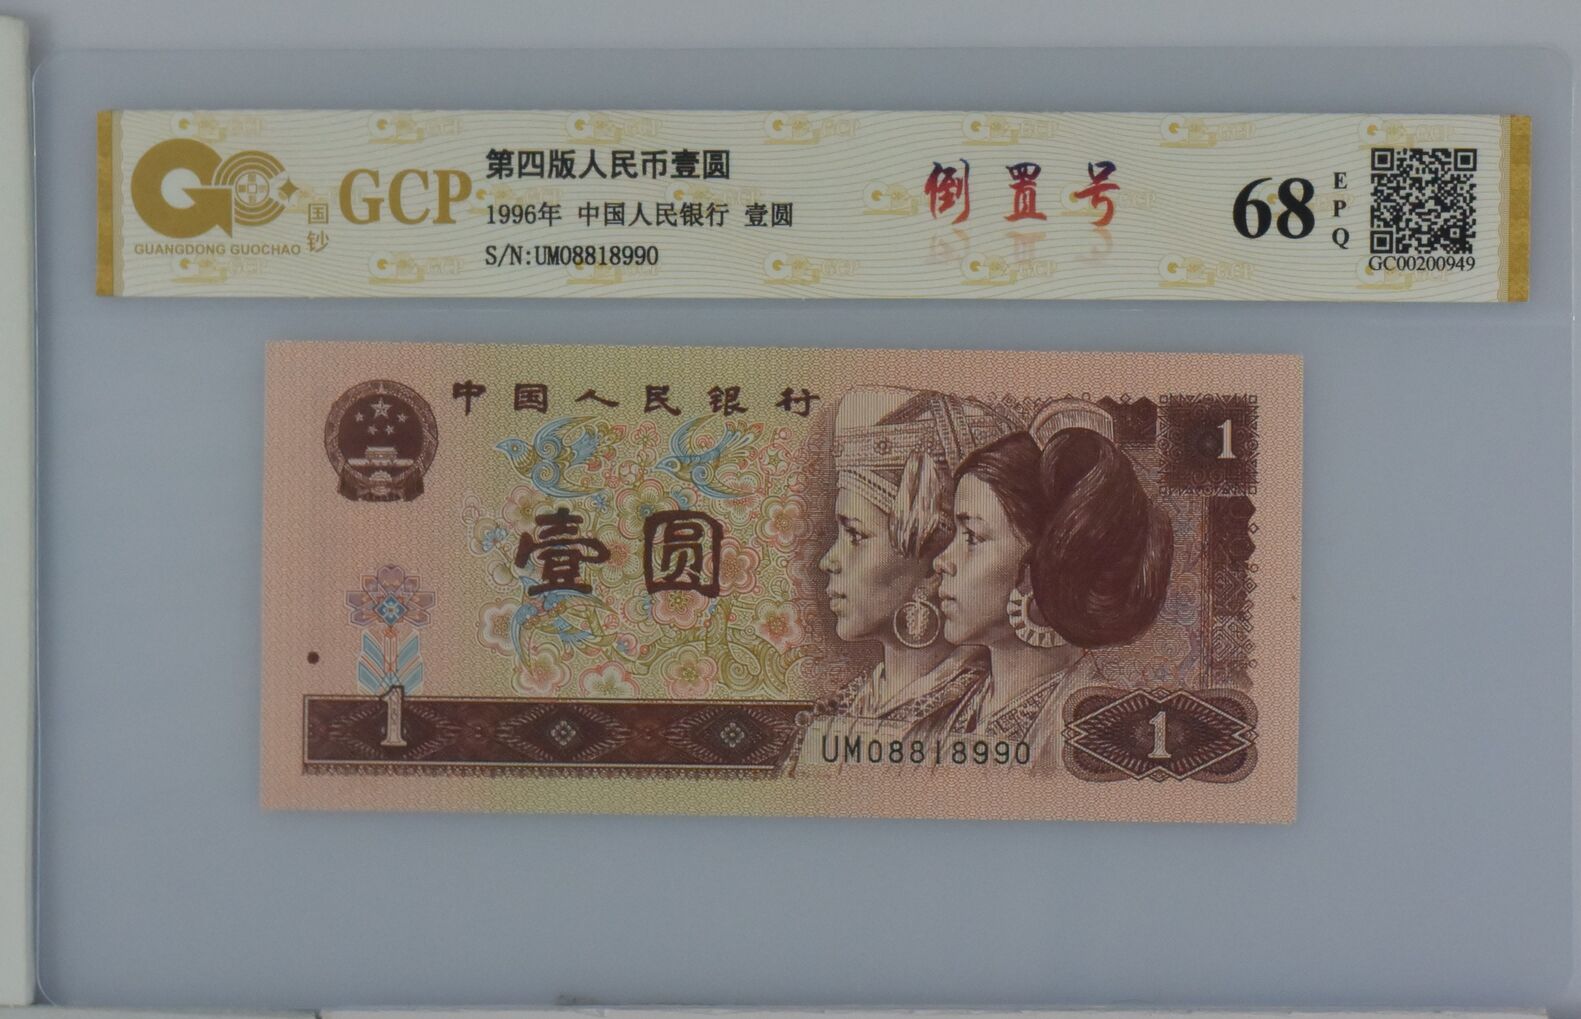 GUANGDONG GUOCHAO
国钞
GCP
第四版人民币壹圆
1996年 中国人民银行 壹圆
S/N:UM08818990
倒置号
68
EPQ
GC00200949
中国人民银行
1
壹圆
1
UM08818990
1